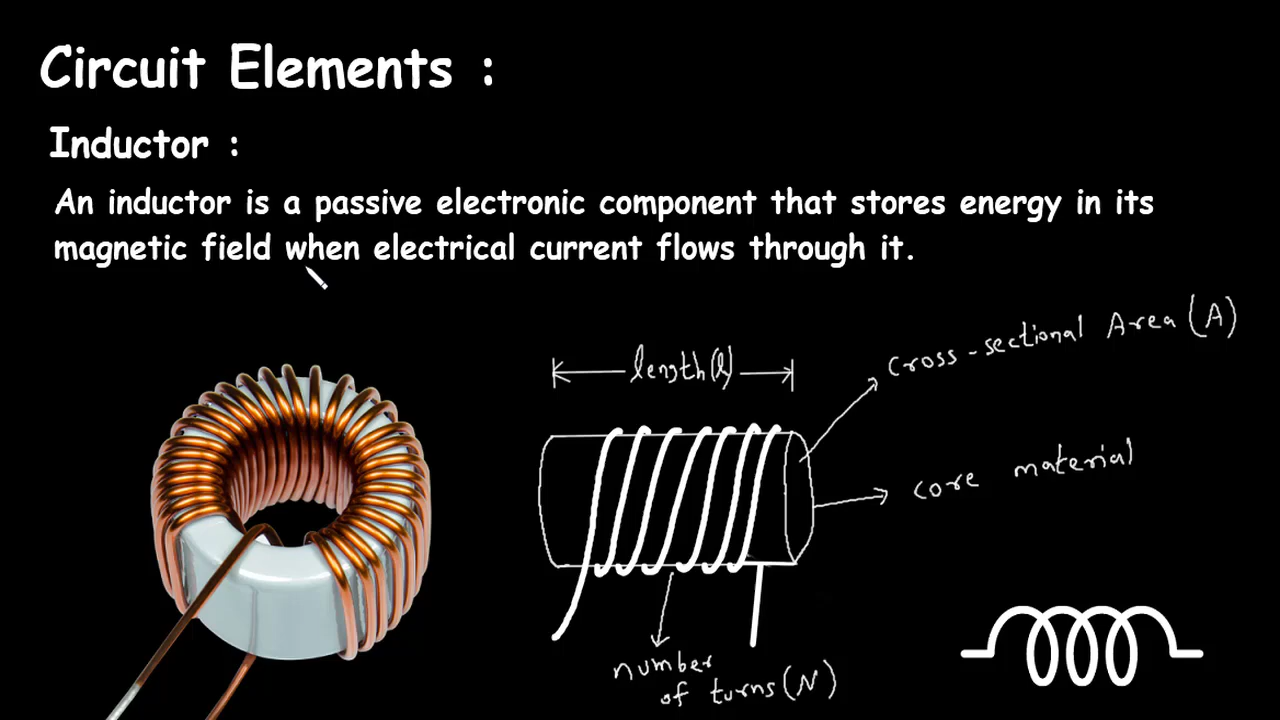 Circuit Elements :
Inductor :
An inductor is a passive electronic component that stores energy in its
magnetic field when electrical current flows through it.
length(l)
cross-sectional Area (A)
core material
number
of turns (N)